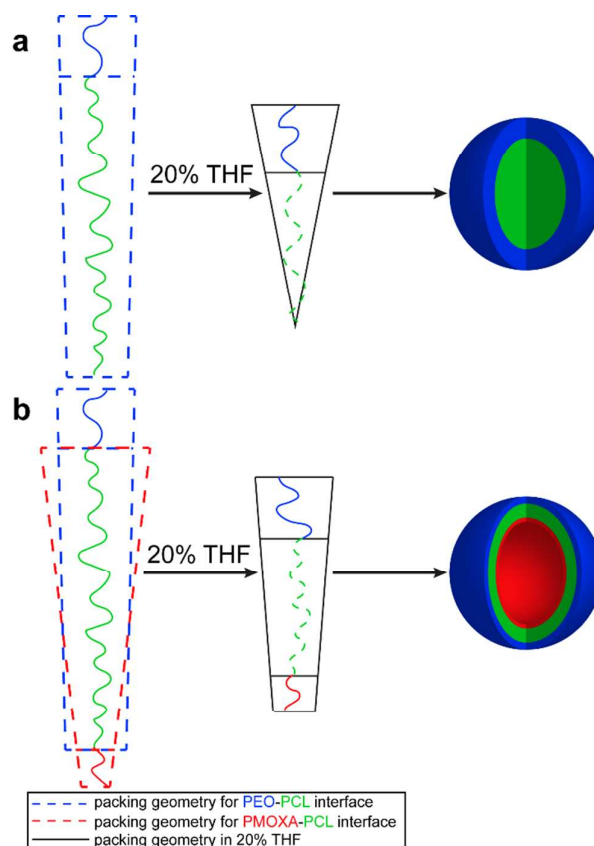 a
20% THF
b
20% THF
packing geometry for PEO-PCL interface
packing geometry for PMOXA-PCL interface
packing geometry in 20% THF